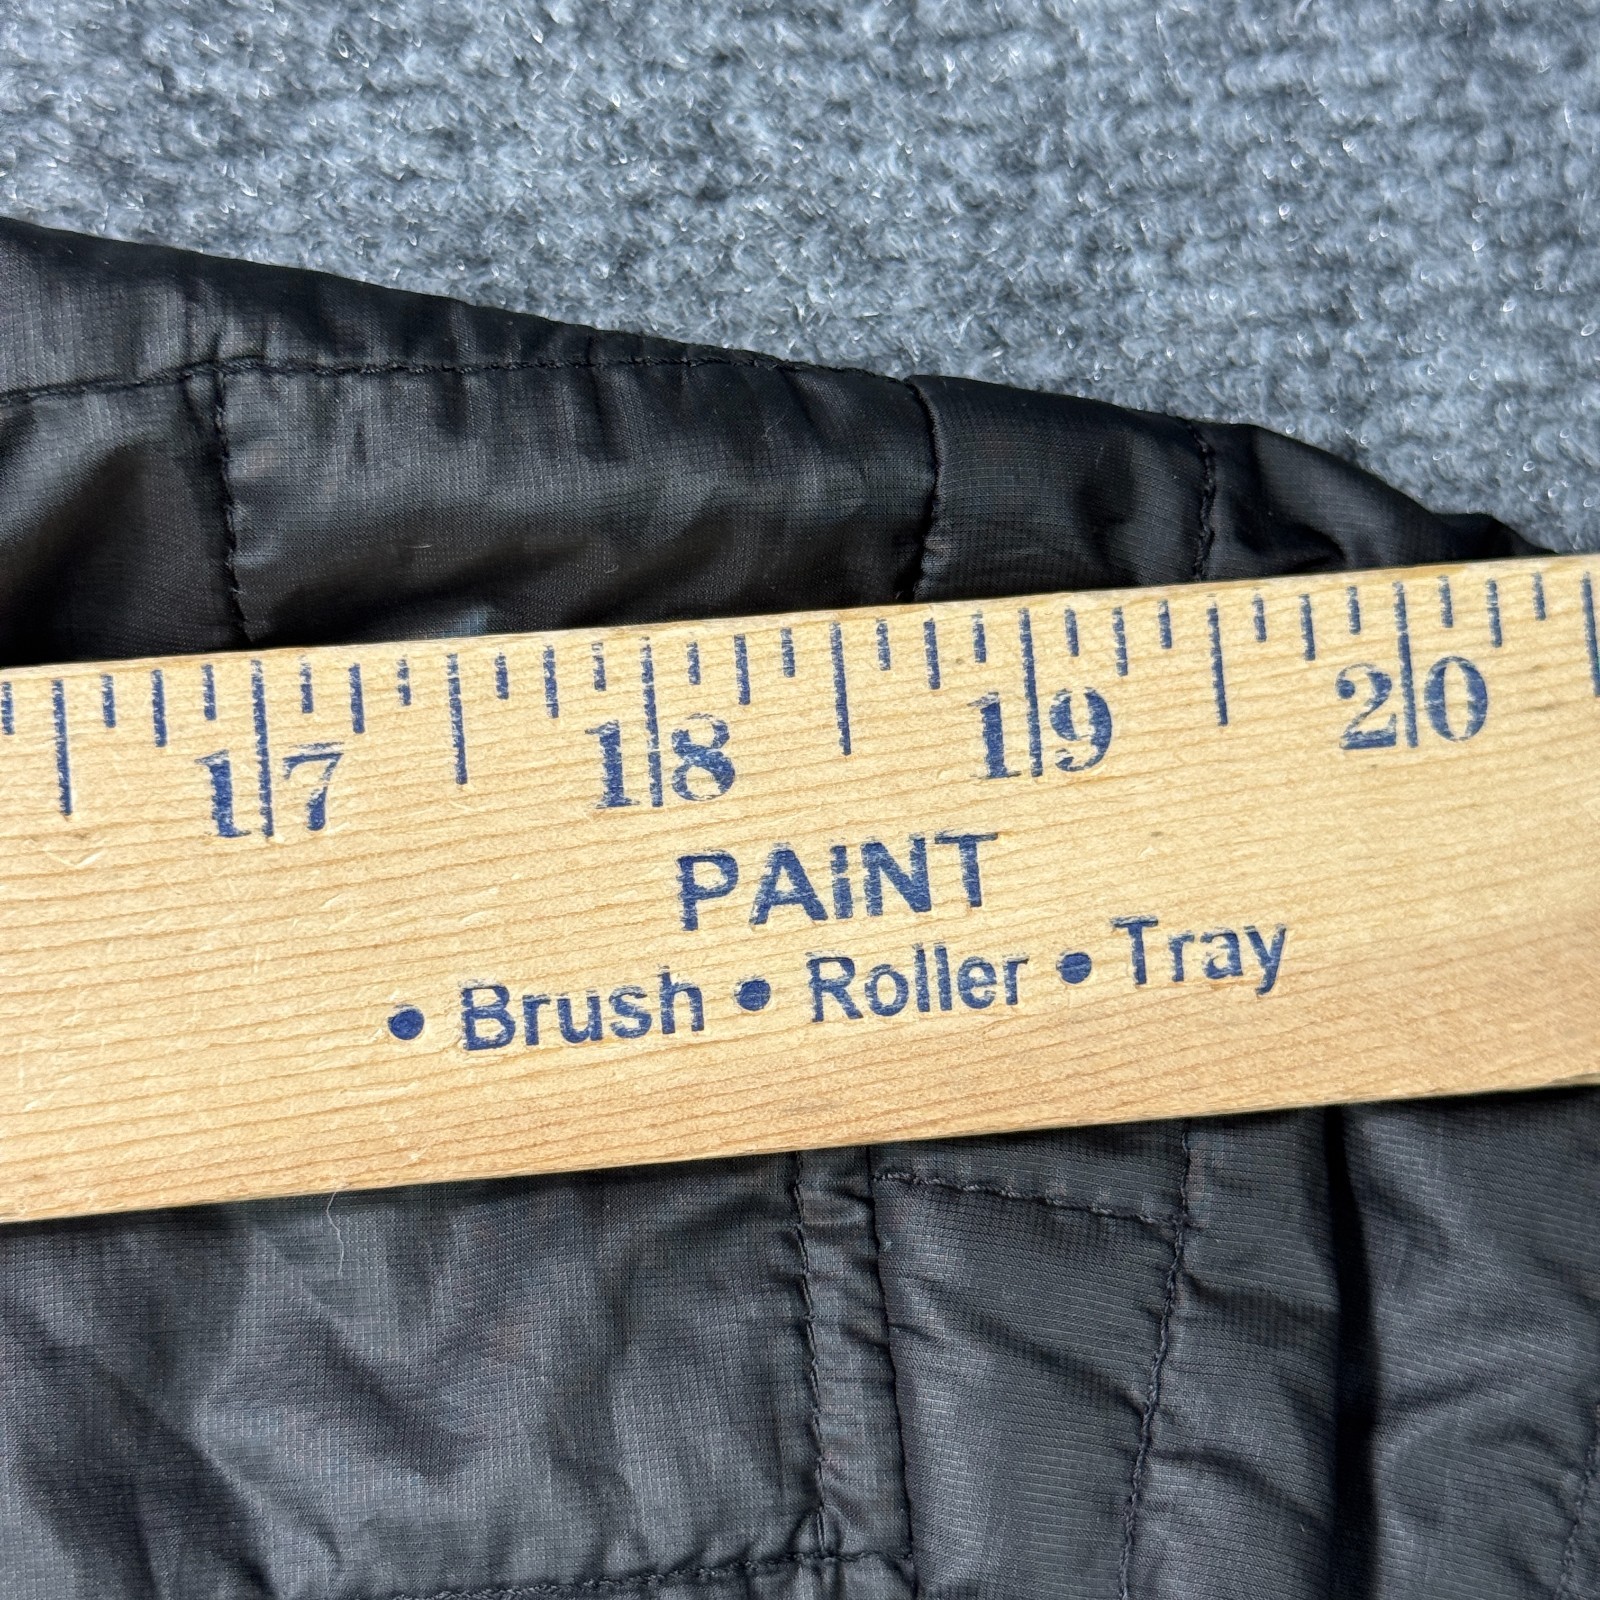 17 18 19 20
PAINT
• Brush • Roller • Tray